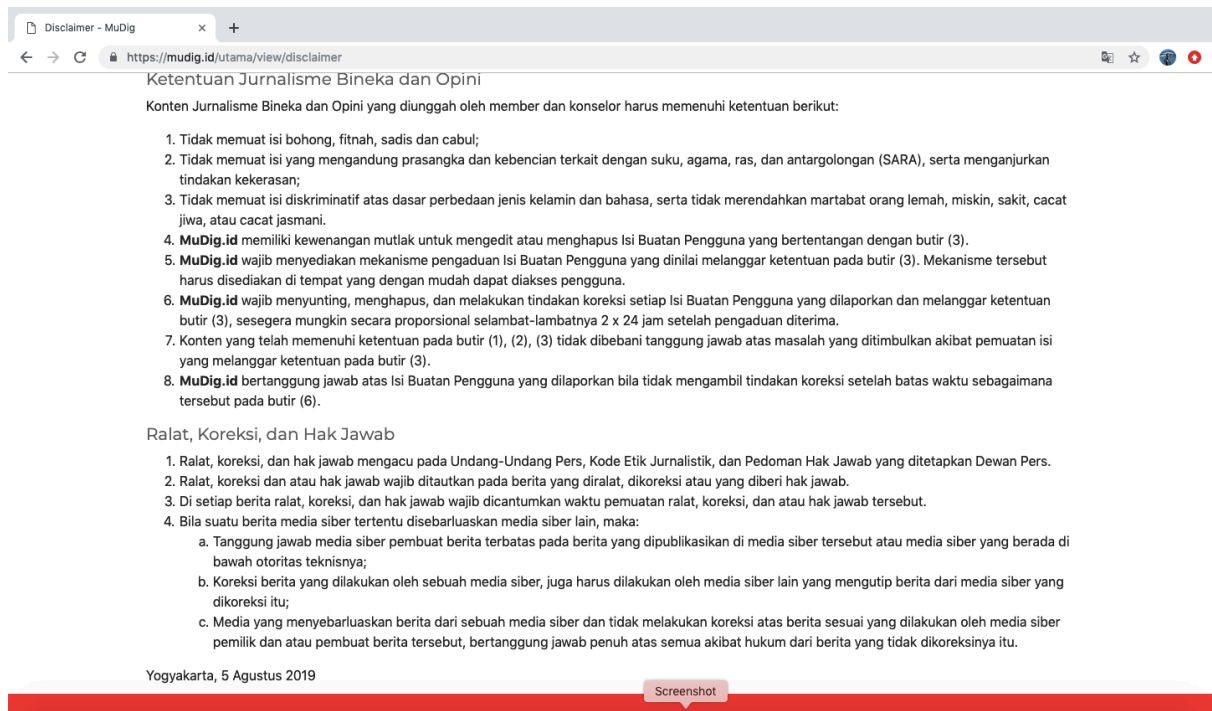 Disclaimer - MuDig
https://mudig.id/utama/view/disclaimer
Ketentuan Jurnalisme Bineka dan Opini
Konten Jurnalisme Bineka dan Opini yang diunggah oleh member dan konselor harus memenuhi ketentuan berikut:
1. Tidak memuat isi bohong, fitnah, sadis dan cabul;
2. Tidak memuat isi yang mengandung prasangka dan kebencian terkait dengan suku, agama, ras, dan antargolongan (SARA), serta menganjurkan
tindakan kekerasan;
3. Tidak memuat isi diskriminatif atas dasar perbedaan jenis kelamin dan bahasa, serta tidak merendahkan martabat orang lemah, miskin, sakit, cacat
jiwa, atau cacat jasmani.
4. MuDig.id memiliki kewenangan mutlak untuk mengedit atau menghapus Isi Buatan Pengguna yang bertentangan dengan butir (3).
5. MuDig.id wajib menyediakan mekanisme pengaduan Isi Buatan Pengguna yang dinilai melanggar ketentuan pada butir (3). Mekanisme tersebut
harus disediakan di tempat yang dengan mudah dapat diakses pengguna.
6. MuDig.id wajib menyunting, menghapus, dan melakukan tindakan koreksi setiap Isi Buatan Pengguna yang dilaporkan dan melanggar ketentuan
butir (3), sesegera mungkin secara proporsional selambat-lambatnya 2 x 24 jam setelah pengaduan diterima.
7. Konten yang telah memenuhi ketentuan pada butir (1), (2), (3) tidak dibebani tanggung jawab atas masalah yang ditimbulkan akibat pemuatan isi
yang melanggar ketentuan pada butir (3).
8. MuDig.id bertanggung jawab atas Isi Buatan Pengguna yang dilaporkan bila tidak mengambil tindakan koreksi setelah batas waktu sebagaimana
tersebut pada butir (6).
Ralat, Koreksi, dan Hak Jawab
1. Ralat, koreksi, dan hak jawab mengacu pada Undang-Undang Pers, Kode Etik Jurnalistik, dan Pedoman Hak Jawab yang ditetapkan Dewan Pers.
2. Ralat, koreksi dan atau hak jawab wajib ditautkan pada berita yang diralat, dikoreksi atau yang diberi hak jawab.
3. Di setiap berita ralat, koreksi, dan hak jawab wajib dicantumkan waktu pemuatan ralat, koreksi, dan atau hak jawab tersebut.
4. Bila suatu berita media siber tertentu disebarluaskan media siber lain, maka:
a. Tanggung jawab media siber pembuat berita terbatas pada berita yang dipublikasikan di media siber tersebut atau media siber yang berada di
bawah otoritas teknisnya;
b. Koreksi berita yang dilakukan oleh sebuah media siber, juga harus dilakukan oleh media siber lain yang mengutip berita dari media siber yang
dikoreksi itu;
c. Media yang menyebarluaskan berita dari sebuah media siber dan tidak melakukan koreksi atas berita sesuai yang dilakukan oleh media siber
pemilik dan atau pembuat berita tersebut, bertanggung jawab penuh atas semua akibat hukum dari berita yang tidak dikoreksinya itu.
Yogyakarta, 5 Agustus 2019
Screenshot